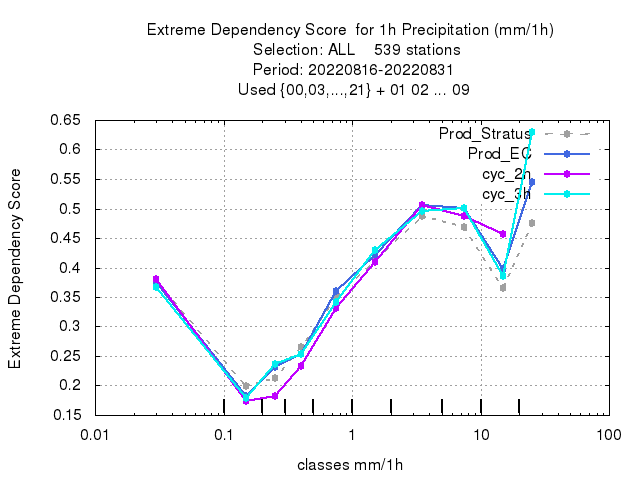 Extreme Dependency Score  for 1h Precipitation (mm/1h)
Selection: ALL    539 stations
Period: 20220816-20220831
Used {00,03,...,21} + 01 02 ... 09
Extreme Dependency Score
0.65
0.6
0.55
0.5
0.45
0.4
0.35
0.3
0.25
0.2
0.15
Prod_Stratus
Prod_EC
cyc_2h
cyc_3h
0.01
0.1
1
10
100
classes mm/1h